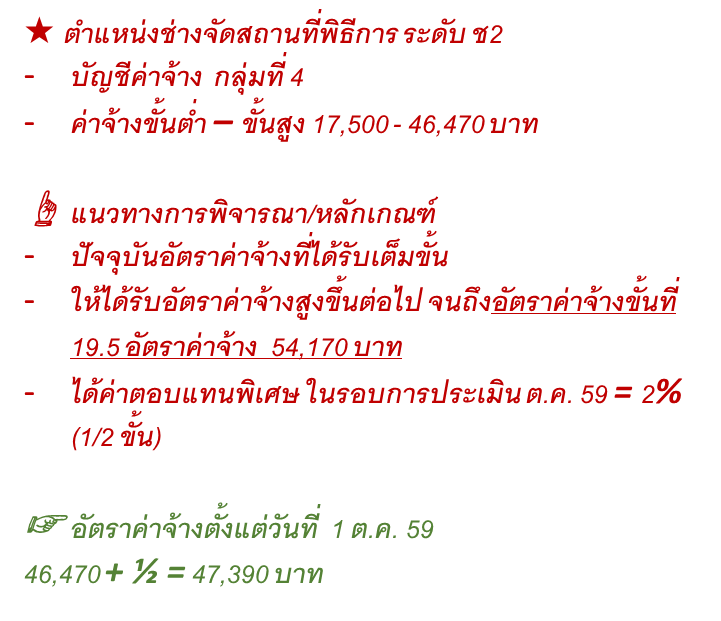 ★ ตำแหน่งช่างจัดสถานที่พิธีการ ระดับ ช2
- บัญชีค่าจ้าง กลุ่มที่ 4
- ค่าจ้างขั้นต่ำ – ขั้นสูง 17,500 - 46,470 บาท
☝ แนวทางการพิจารณา/หลักเกณฑ์
- ปัจจุบันอัตราค่าจ้างที่ได้รับเต็มขั้น
- ให้ได้รับอัตราค่าจ้างสูงขึ้นต่อไป จนถึงอัตราค่าจ้างขั้นที่
19.5 อัตราค่าจ้าง 54,170 บาท
- ได้ค่าตอบแทนพิเศษ ในรอบการประเมิน ต.ค. 59 = 2%
(1/2 ขั้น)
☞ อัตราค่าจ้างตั้งแต่วันที่ 1 ต.ค. 59
46,470 + ½ = 47,390 บาท